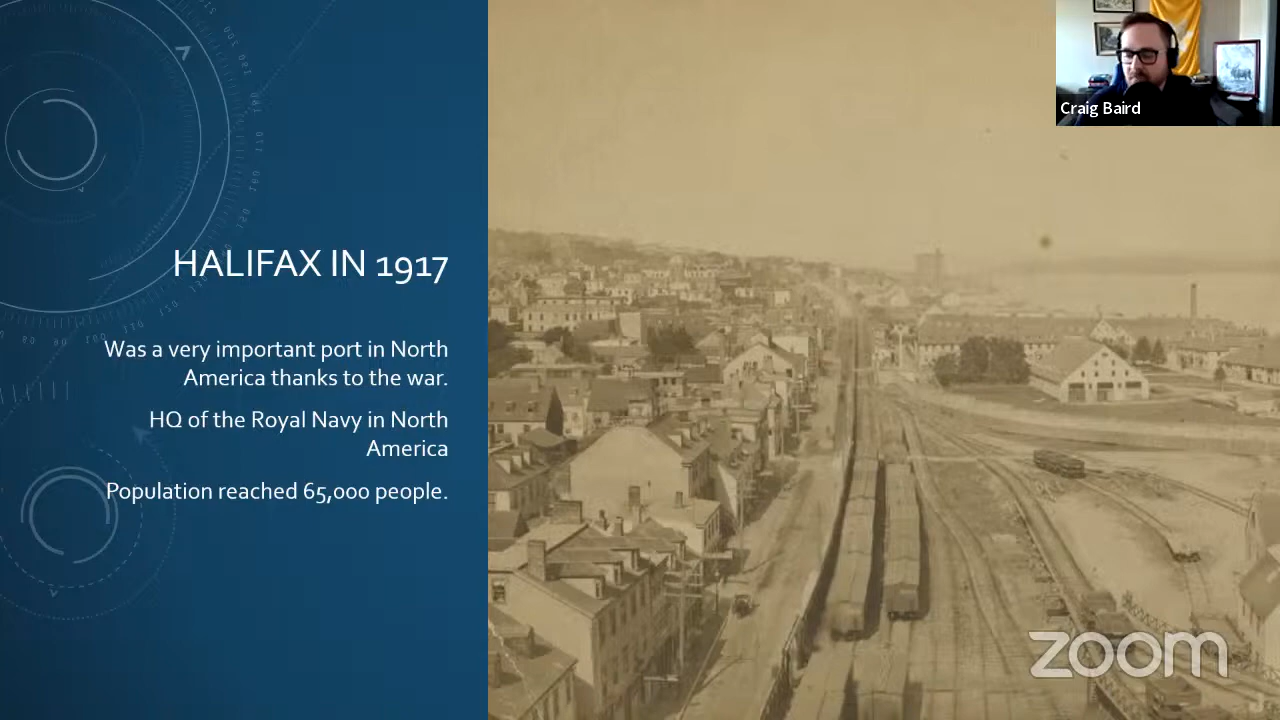 HALIFAX IN 1917
Was a very important port in North
America thanks to the war.
HQ of the Royal Navy in North
America
Population reached 65,000 people.
Craig Baird
zoom